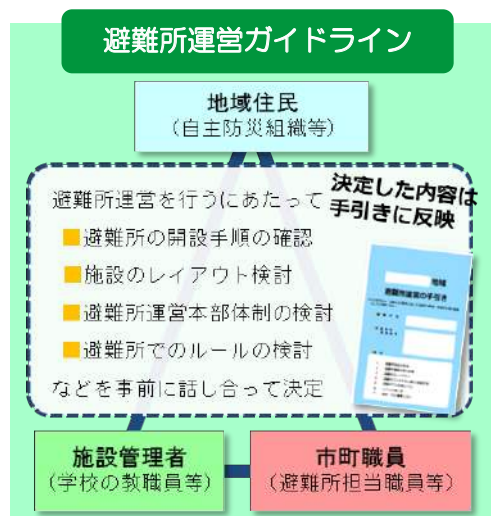 避難所運営ガイドライン
地域住民
（自主防災組織等）
避難所運営を行うにあたって
決定した内容は
手引きに反映
■避難所の開設手順の確認
■施設のレイアウト検討
■避難所運営本部体制の検討
■避難所でのルールの検討
などを事前に話し合って決定
地域
避難所運営の手引き
施設管理者
（学校の教職員等）
市町職員
（避難所担当職員等）